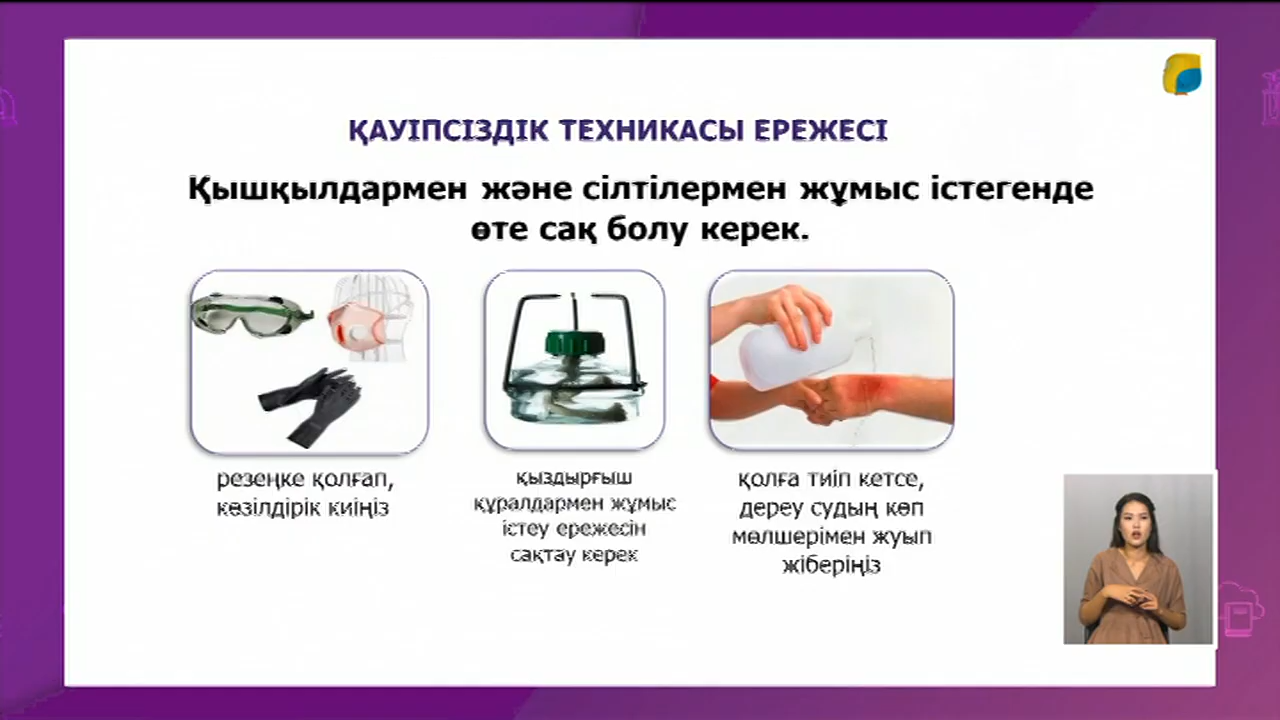 ҚАУІПСІЗДІК ТЕХНИКАСЫ ЕРЕЖЕСІ
Қышқылдармен және сілтілермен жұмыс істегенде
өте сақ болу керек.
резеңке қолғап,
көзілдірік киіңіз
қыздырғыш
құралдармен жұмыс
істеу ережесін
сақтау керек
қолға тиіп кетсе,
дереу судың көп
мөлшерімен жуып
жіберіңіз